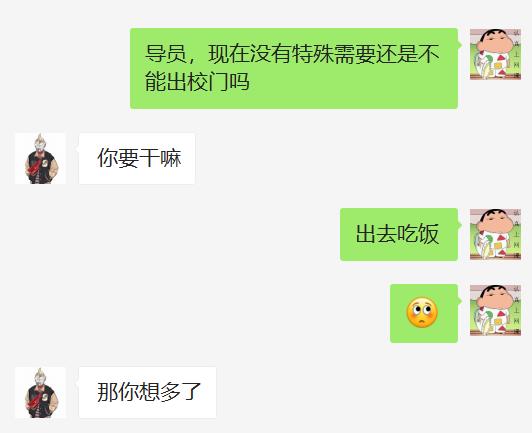 导员，现在没有特殊需要还是不
能出校门吗
你要干嘛
出去吃饭
那你想多了